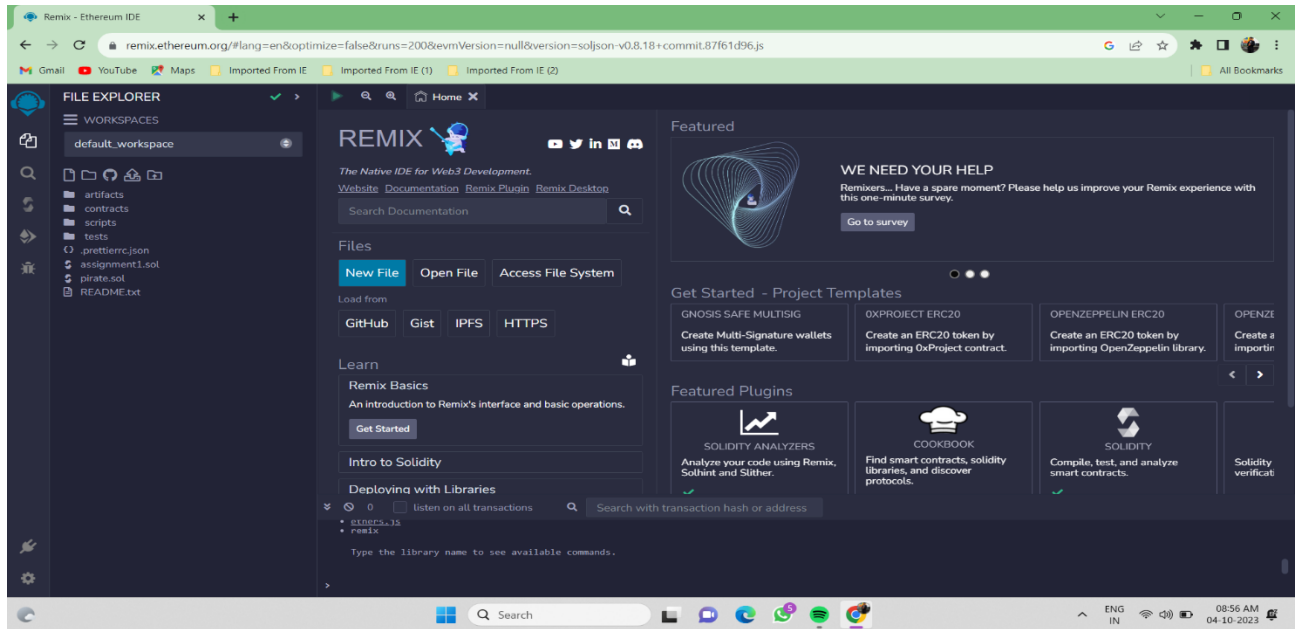 Remix - Ethereum IDE
remix.ethereum.org/#lang=en&optimize=false&runs=200&evmVersion=null&version=soljson-v0.8.18+commit.87f61d96.js
Gmail YouTube Maps Imported From IE Imported From IE (1) Imported From IE (2) All Bookmarks
FILE EXPLORER
WORKSPACES
default_workspace
artifacts
contracts
scripts
tests
.prettierrc.json
assignment1.sol
pirate.sol
README.txt
Home
REMIX
The Native IDE for Web3 Development.
Website Documentation Remix Plugin Remix Desktop
Search Documentation
Files
New File Open File Access File System
Load from
GitHub Gist IPFS HTTPS
Learn
Remix Basics
An introduction to Remix's interface and basic operations.
Get Started
Intro to Solidity
Deploying with Libraries
Featured
WE NEED YOUR HELP
Remixers... Have a spare moment? Please help us improve your Remix experience with
this one-minute survey.
Go to survey
Get Started - Project Templates
GNOSIS SAFE MULTISIG
Create Multi-Signature wallets
using this template.
0XPROJECT ERC20
Create an ERC20 token by
importing 0xProject contract.
OPENZEPPELIN ERC20
Create an ERC20 token by
importing OpenZeppelin library.
OPENZE
Create a
importin
Featured Plugins
SOLIDITY ANALYZERS
Analyze your code using Remix,
Solhint and Slither.
COOKBOOK
Find smart contracts, solidity
libraries, and discover
protocols.
SOLIDITY
Compile, test, and analyze
smart contracts.
Solidity
verificati
0 listen on all transactions Search with transaction hash or address
ethers.js
remix
Type the library name to see available commands.
>
Search
5
ENG
IN
08:56 AM
04-10-2023